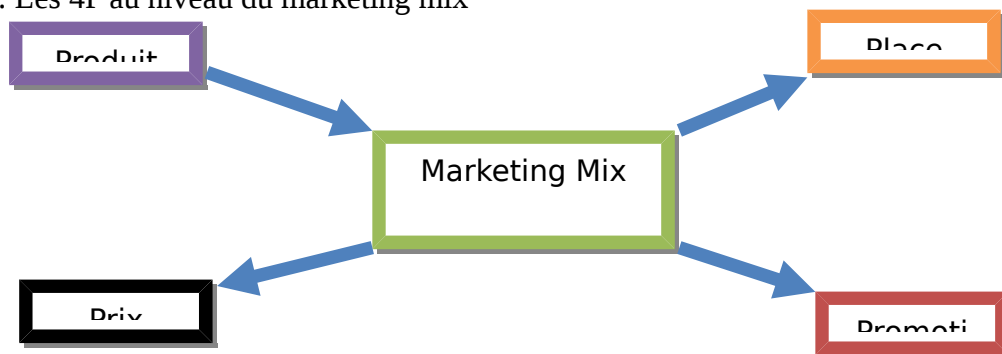 . Les 4P au niveau du marketing mix
Produit
Place
Marketing Mix
Prix
Promoti